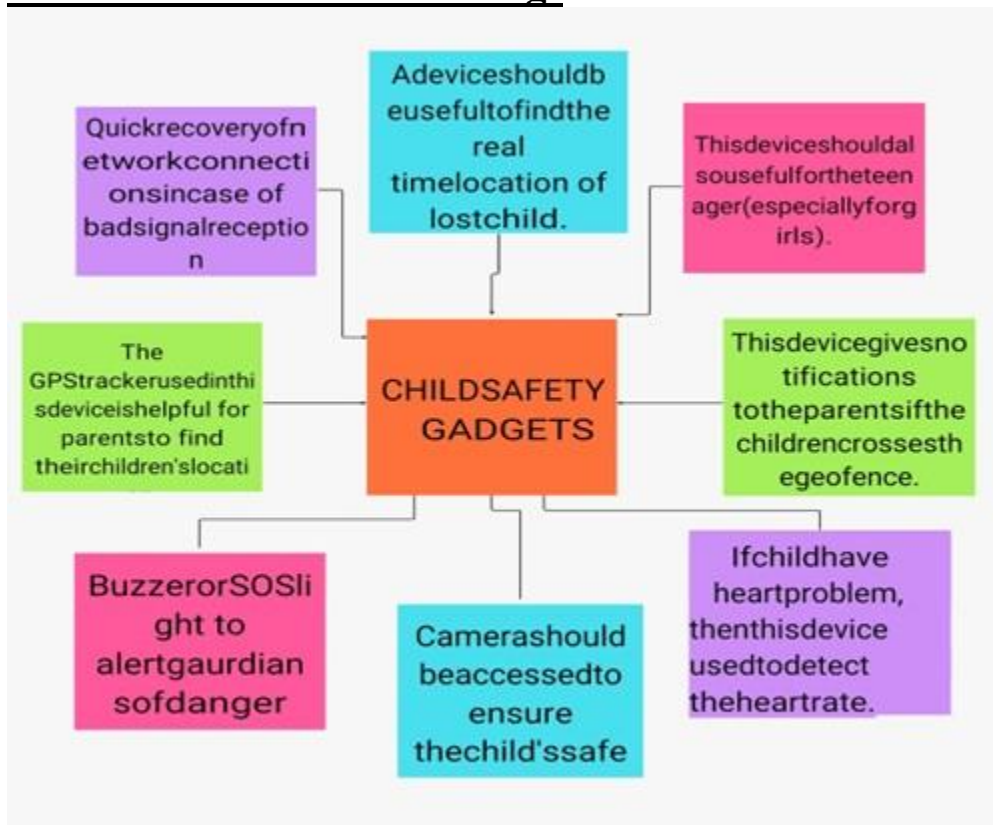 Adeviceshouldb
eusefultofindthe
real
timelocation of
lostchild.
Quickrecoveryofn
etworkconnecti
onsincase of
badsignalreceptio
n
Thisdeviceshouldal
sousefulfortheteen
ager(especiallyforg
irls).
The
GPStrackerusedinthi
sdeviceishelpful for
parentsto find
theirchildren'slocati
CHILDSAFETY
GADGETS
Thisdevicegivesno
tifications
totheparentsifthe
childrencrossesth
egeofence.
BuzzerorSOSli
ght to
alertgaurdian
sofdanger
Camerashould
beaccessedto
ensure
thechild'ssafe
Ifchildhave
heartproblem,
thenthisdevice
usedtodetect
theheartrate.